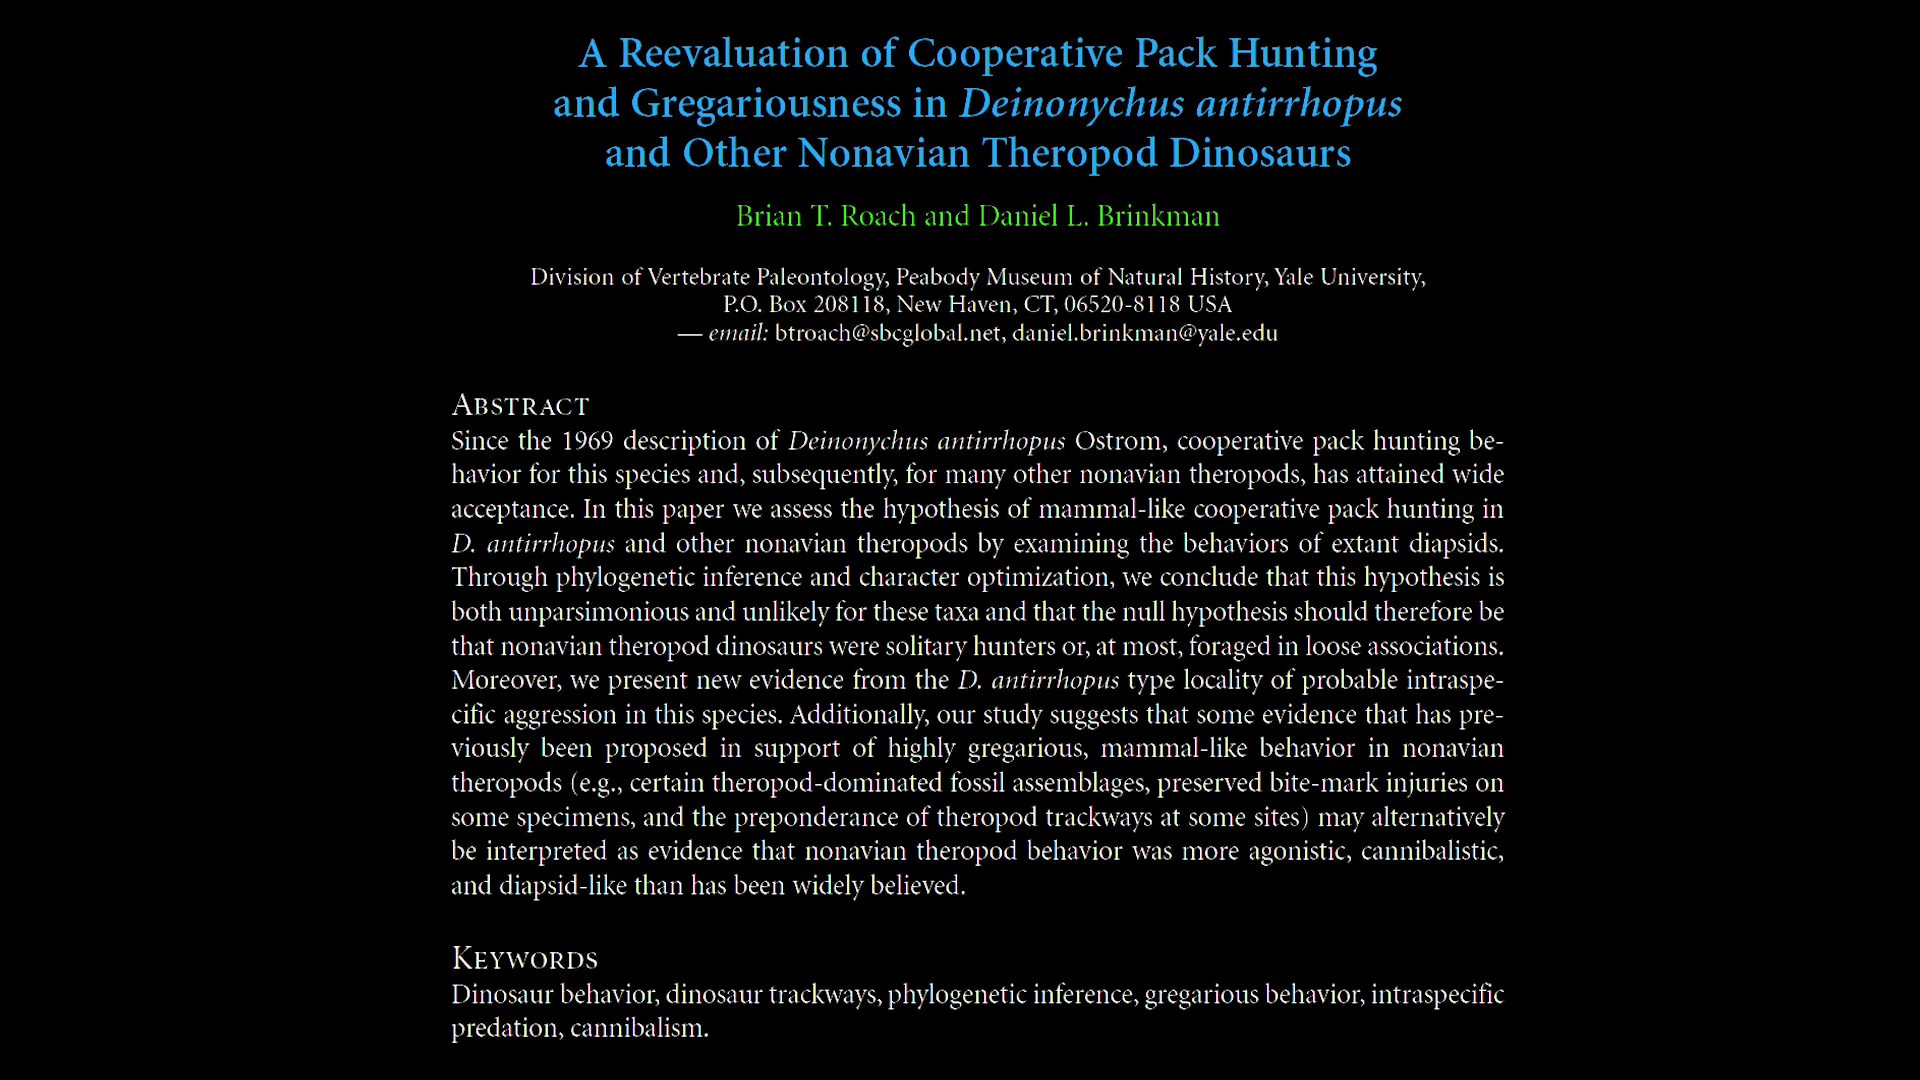 A Reevaluation of Cooperative Pack Hunting
and Gregariousness in Deinonychus antirrhopus
and Other Nonavian Theropod Dinosaurs
Brian T. Roach and Daniel L. Brinkman
Division of Vertebrate Paleontology, Peabody Museum of Natural History, Yale University,
P.O. Box 208118, New Haven, CT, 06520-8118 USA
— email: btroach@sbcglobal.net, daniel.brinkman@yale.edu
Abstract
Since the 1969 description of Deinonychus antirrhopus Ostrom, cooperative pack hunting be-
havior for this species and, subsequently, for many other nonavian theropods, has attained wide
acceptance. In this paper we assess the hypothesis of mammal-like cooperative pack hunting in
D. antirrhopus and other nonavian theropods by examining the behaviors of extant diapsids.
Through phylogenetic inference and character optimization, we conclude that this hypothesis is
both unparsimonious and unlikely for these taxa and that the null hypothesis should therefore be
that nonavian theropod dinosaurs were solitary hunters or, at most, foraged in loose associations.
Moreover, we present new evidence from the D. antirrhopus type locality of probable intraspe-
cific aggression in this species. Additionally, our study suggests that some evidence that has pre-
viously been proposed in support of highly gregarious, mammal-like behavior in nonavian
theropods (e.g., certain theropod-dominated fossil assemblages, preserved bite-mark injuries on
some specimens, and the preponderance of theropod trackways at some sites) may alternatively
be interpreted as evidence that nonavian theropod behavior was more agonistic, cannibalistic,
and diapsid-like than has been widely believed.
Keywords
Dinosaur behavior, dinosaur trackways, phylogenetic inference, gregarious behavior, intraspecific
predation, cannibalism.